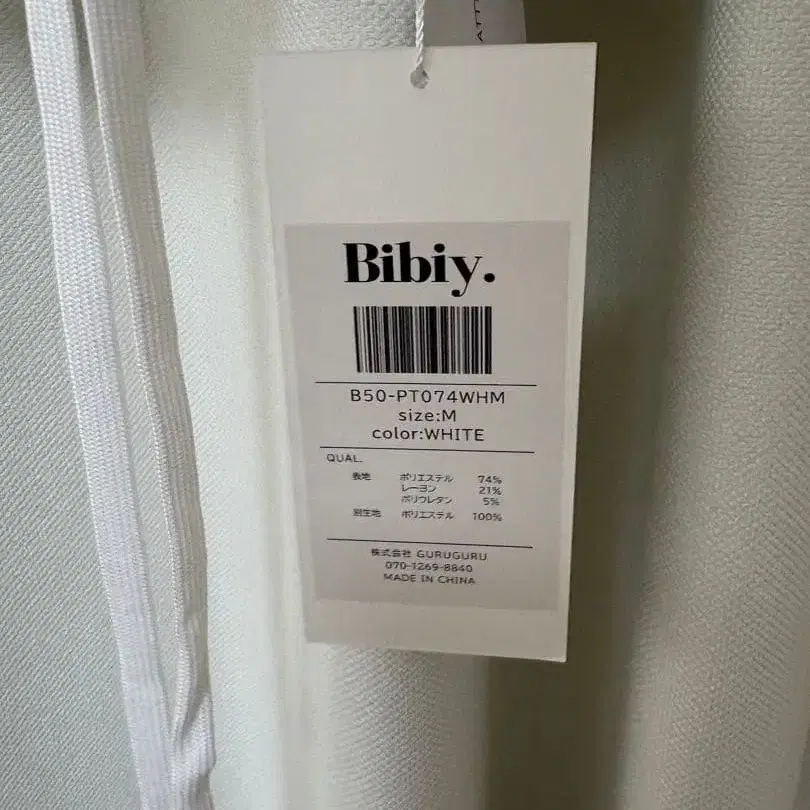 ATTI
Bibiy.
B50-PT074WHM
size:M
color:WHITE
QUAL.
表地 ポリエステル 74%
レーヨン 21%
ポリウレタン 5%
別生地 ポリエステル 100%
株式会社 GURUGURU
070-1269-8840
MADE IN CHINA